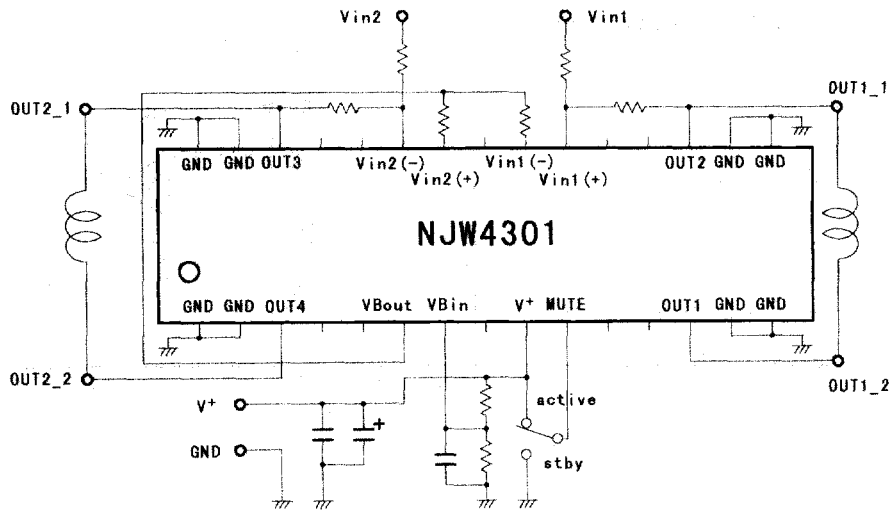 Vin2 Vin1
OUT2_1 OUT1_1
GND GND OUT3 Vin2(-) Vin2(+) Vin1(-) Vin1(+) OUT2 GND GND
NJW4301
GND GND OUT4 VBout VBin V+ MUTE OUT1 GND GND
OUT2_2 OUT1_2
V+ + active
GND stby